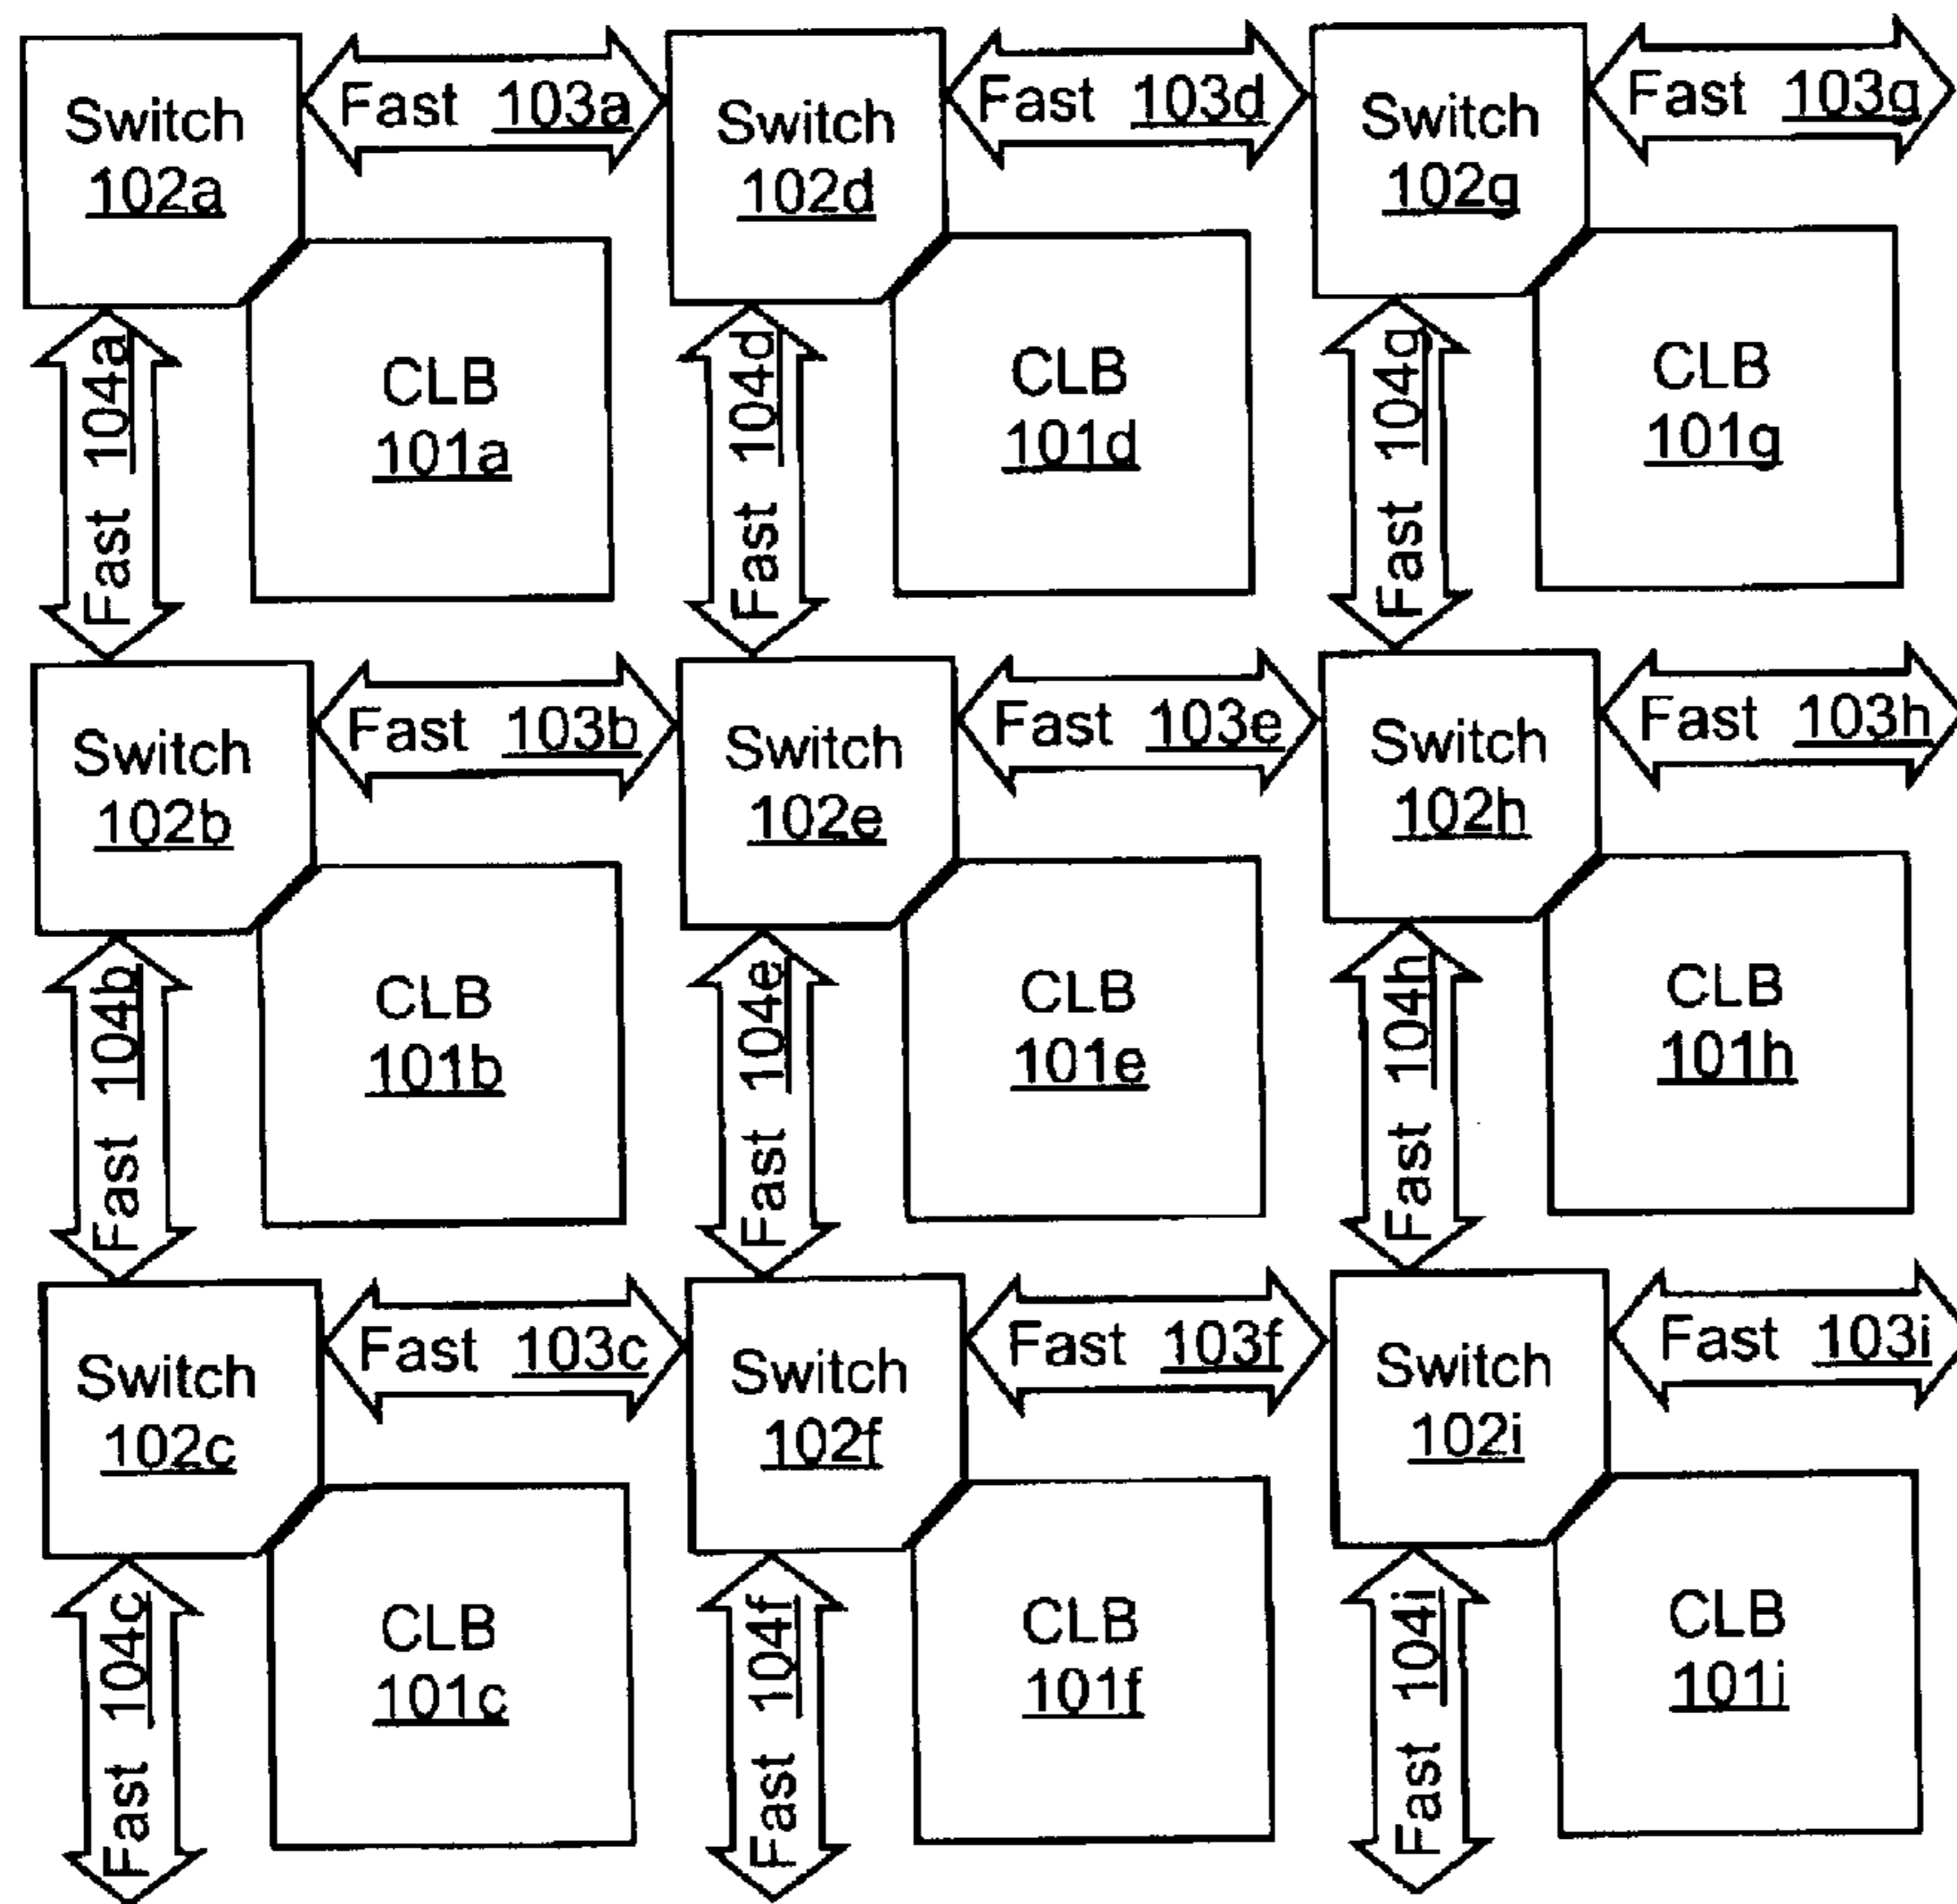 Switch
102a
Fast 103a
Switch
102d
Fast 103d
Switch
102g
Fast 103g
Fast 104a
CLB
101a
Fast 104d
CLB
101d
Fast 104g
CLB
101g
Switch
102b
Fast 103b
Switch
102e
Fast 103e
Switch
102h
Fast 103h
Fast 104b
CLB
101b
Fast 104e
CLB
101e
Fast 104h
CLB
101h
Switch
102c
Fast 103c
Switch
102f
Fast 103f
Switch
102i
Fast 103i
Fast 104c
CLB
101c
Fast 104f
CLB
101f
Fast 104i
CLB
101i